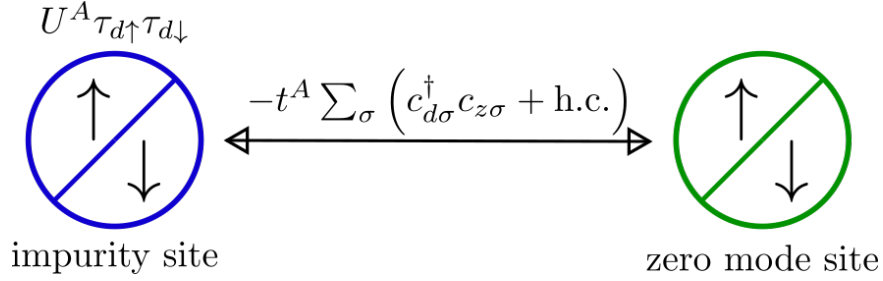 U^A τ_{d↑} τ_{d↓}
−t^A ∑_σ (c^†_{dσ} c_{zσ} + h.c.)
impurity site
zero mode site